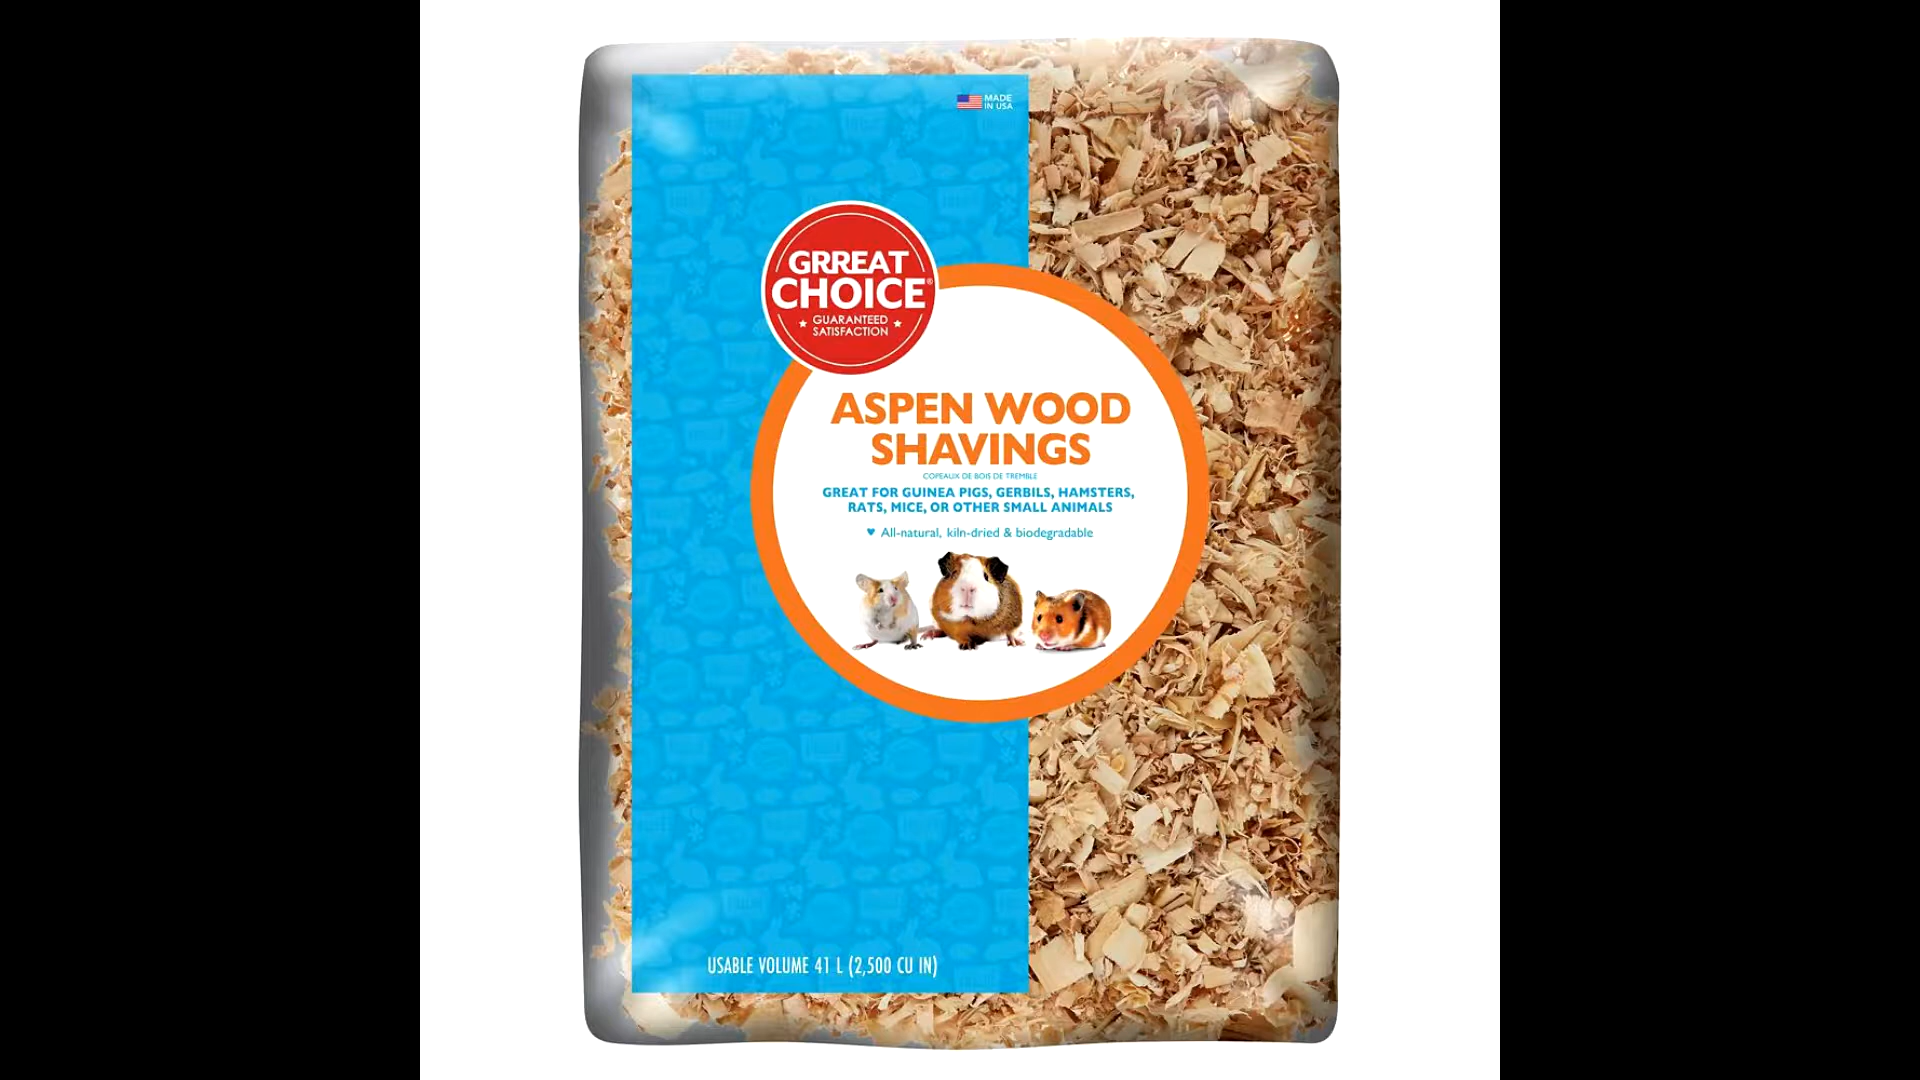 MADE
IN USA
GRREAT
CHOICE®
★ GUARANTEED ★
SATISFACTION
ASPEN WOOD
SHAVINGS
COPEAUX DE BOIS DE TREMBLE
GREAT FOR GUINEA PIGS, GERBILS, HAMSTERS,
RATS, MICE, OR OTHER SMALL ANIMALS
♥ All-natural, kiln-dried & biodegradable
USABLE VOLUME 41 L (2,500 CU IN)